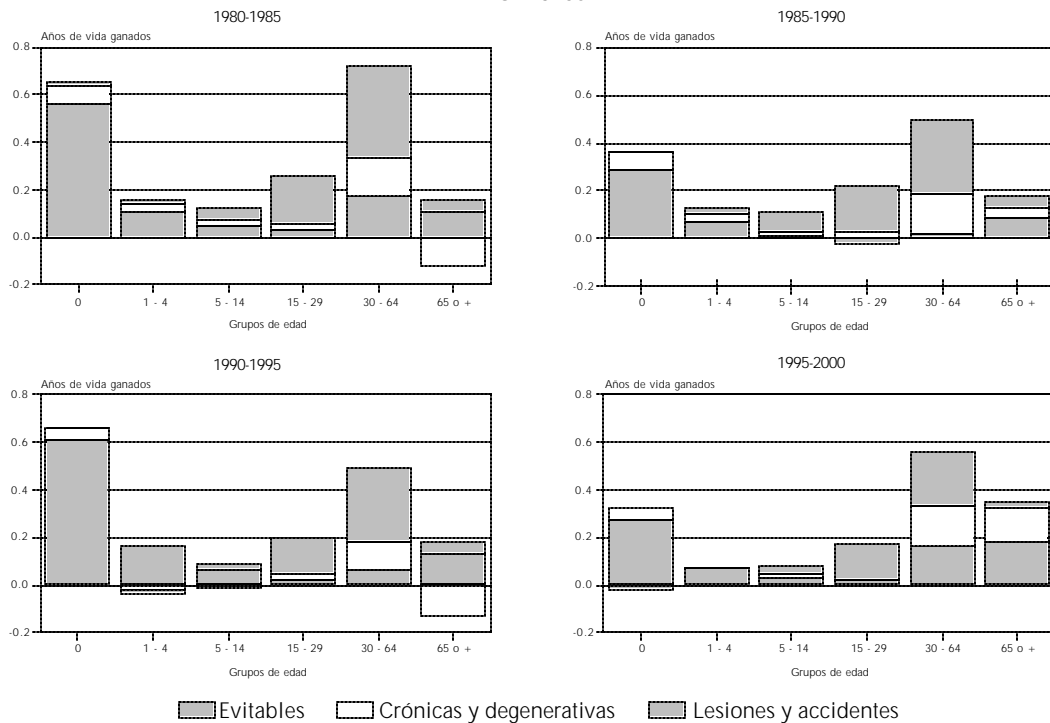 1980-1985
Años de vida ganados
0.8
0.6
0.4
0.2
0.0
-0.2
0 1 - 4 5 - 14 15 - 29 30 - 64 65 o +
Grupos de edad
1985-1990
Años de vida ganados
0.8
0.6
0.4
0.2
0.0
-0.2
0 1 - 4 5 - 14 15 - 29 30 - 64 65 o +
Grupos de edad
1990-1995
Años de vida ganados
0.8
0.6
0.4
0.2
0.0
-0.2
0 1 - 4 5 - 14 15 - 29 30 - 64 65 o +
Grupos de edad
1995-2000
Años de vida ganados
0.8
0.6
0.4
0.2
0.0
-0.2
0 1 - 4 5 - 14 15 - 29 30 - 64 65 o +
Grupos de edad
Evitables Crónicas y degenerativas Lesiones y accidentes